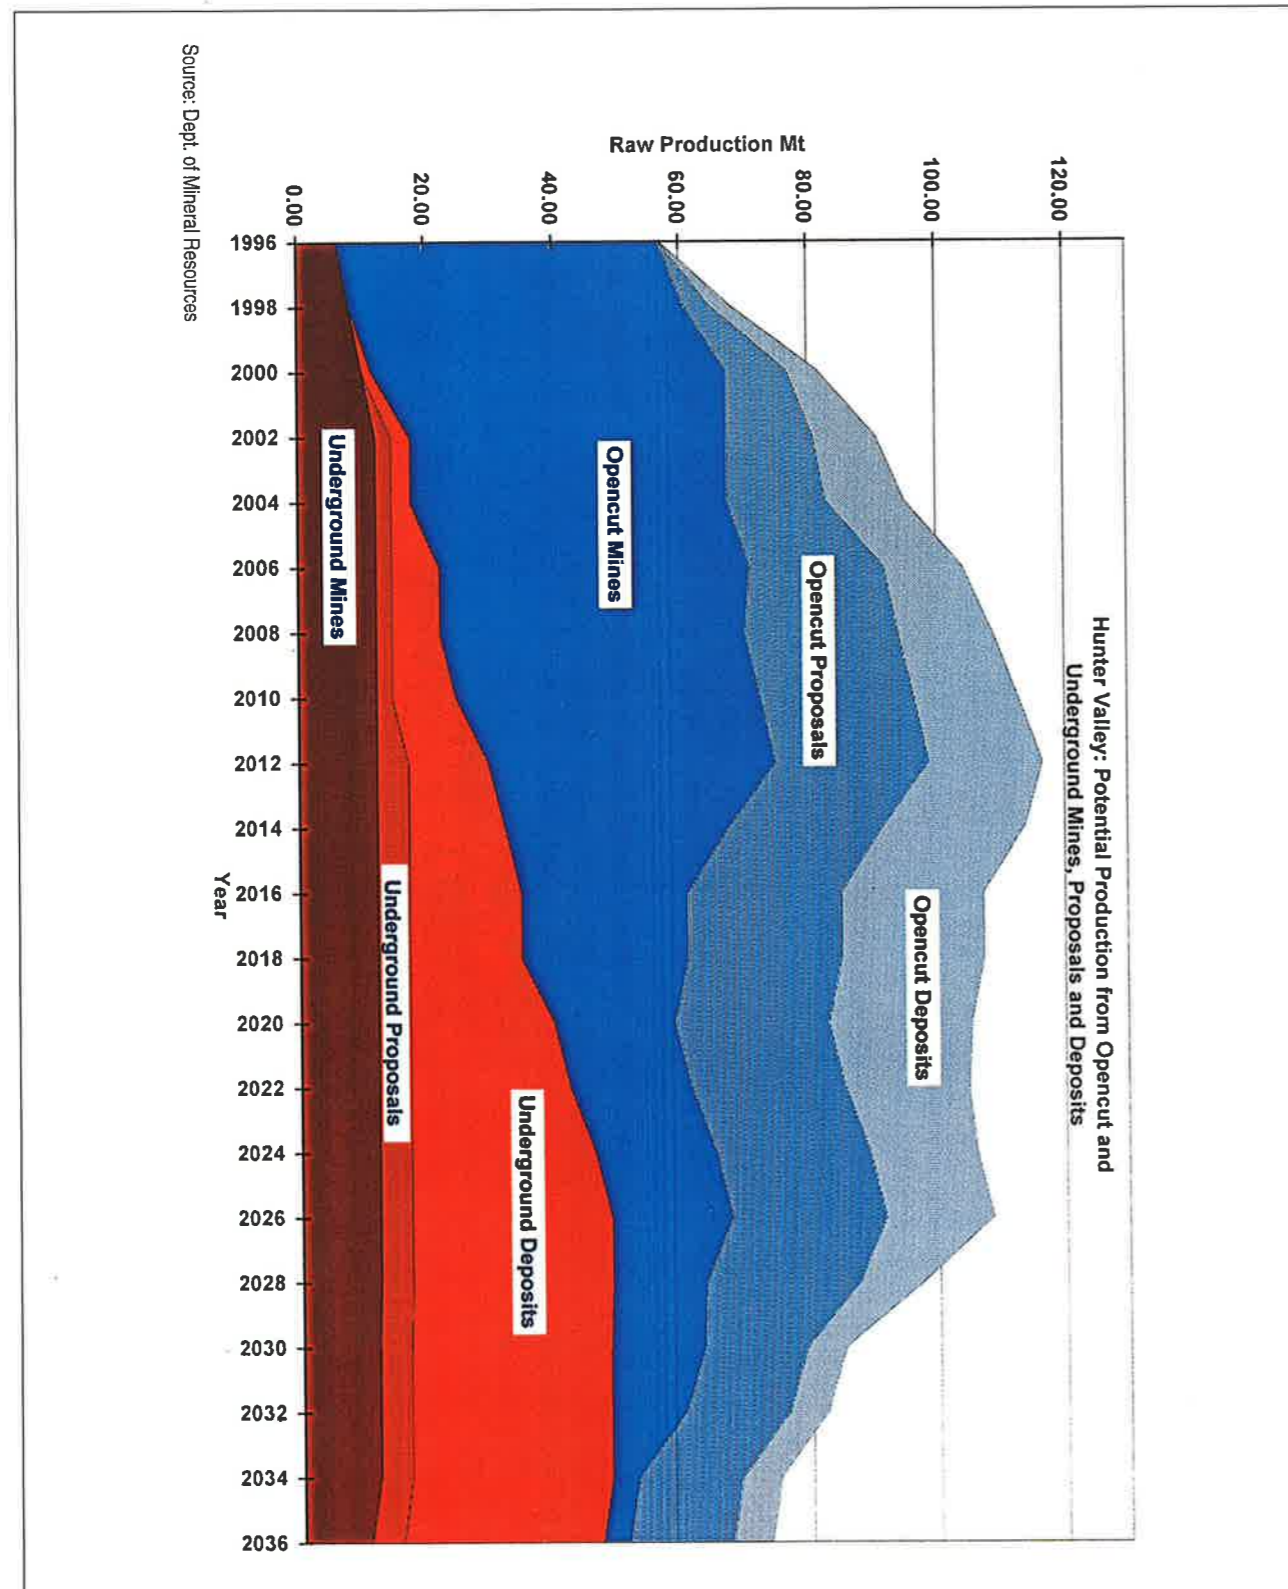 Hunter Valley: Potential Production from Opencut and
Underground Mines, Proposals and Deposits
Raw Production Mt
120.00
100.00
80.00
60.00
40.00
20.00
0.00
Opencut Deposits
Opencut Proposals
Opencut Mines
Underground Deposits
Underground Proposals
Underground Mines
1996
1998
2000
2002
2004
2006
2008
2010
2012
2014
2016
2018
2020
2022
2024
2026
2028
2030
2032
2034
2036
Year
Source: Dept. of Mineral Resources